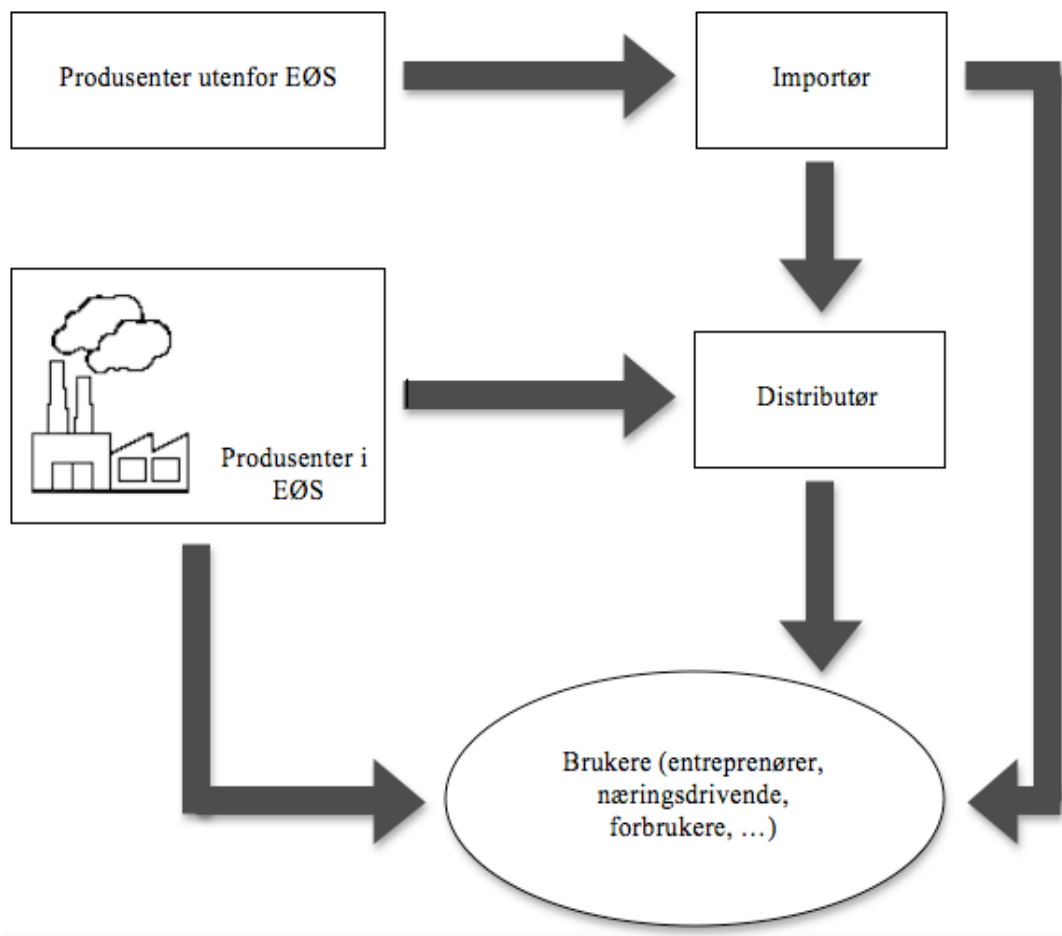 Produsenter utenfor EØS
Importør
Produsenter i
EØS
Distributør
Brukere (entreprenører,
næringsdrivende,
forbrukere, …)